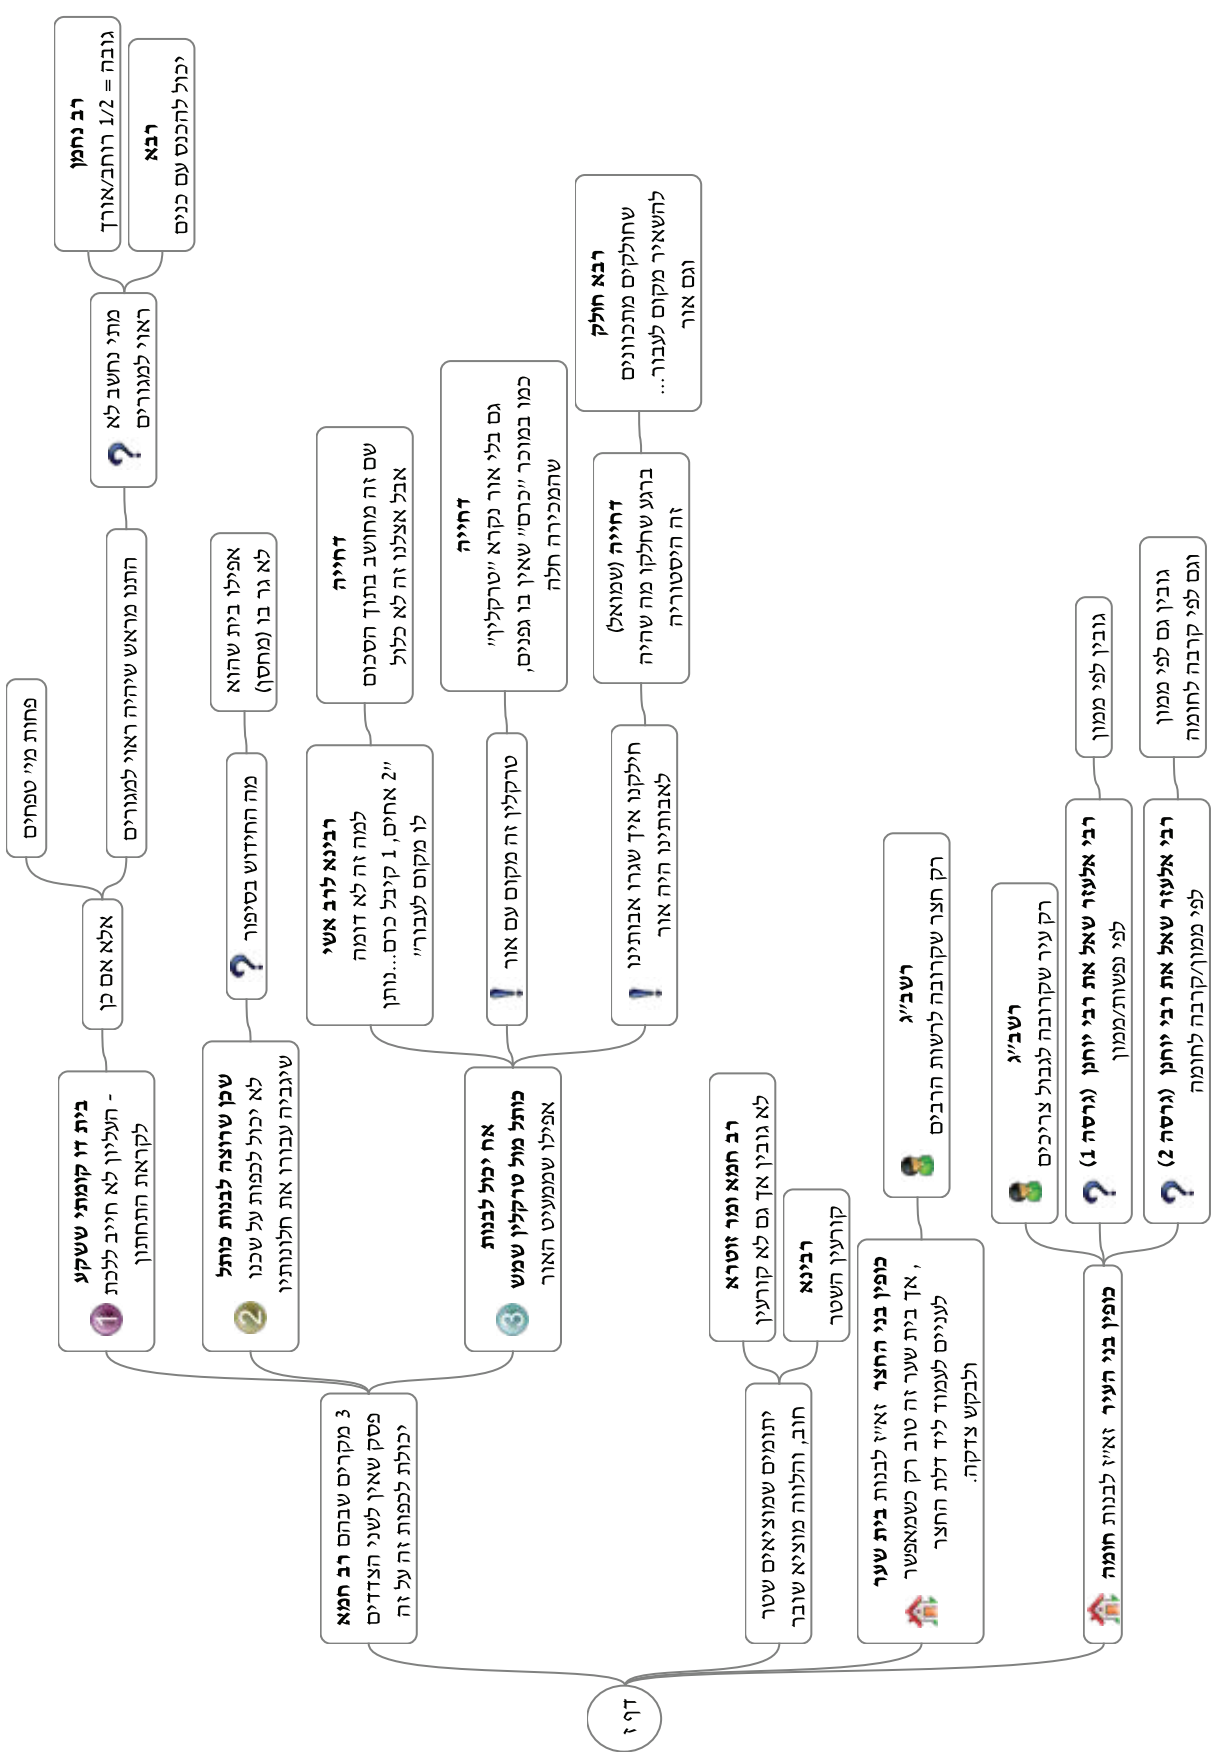 דף ז
3 מקרים שבהם רב חמא
פסק שאין לשני הצדדים
יכולת לכפות זה על זה
1
בית דו קומתי ששקע
- העליון לא חייב ללכת
לקראת התחתון
אלא אם כן
פחות מי׳ טפחים
התנו מראש שיהיה ראוי למגורים
מתי נחשב לא
ראוי למגורים
רב נחמן
גובה = 1/2 רוחב/אורך
רבא
יכול להכנס עם כנים
2
שכן שרוצה לבנות כותל
לא יכול לכפות על שכנו
שיגביה עבורו את חלונותיו
מה החידוש בסיפור
אפילו בית שהוא
לא גר בו (מחסן)
3
אח יכול לבנות
כותל מול טרקלין שמש
אפילו שממעיט האור
רבינא לרב אשי
למה זה לא דומה
״2 אחים, 1 קיבל כרם...נותן
לו מקום לעבור״
דחייה
שם זה מחושב בתוך הסכום
אבל אצלנו זה לא כלול
טרקלין זה מקום עם אור
דחייה
גם בלי אור נקרא ״טרקלין״
כמו במוכר ״כרם״ שאין בו גפנים,
שהמכירה חלה
חילקנו איך שגרו אבותינו
לאבותינו היה אור
דחייה (שמואל)
ברגע שחלקו מה שהיה
זה היסטוריה
רבא חולק
שחולקים מתכוונים
להשאיר מקום לעבור...
וגם אור
יתומים שמוציאים שטר
חוב, והלווה מוציא שובר
רב חמא ומר זוטרא
לא גובין אך גם לא קורעין
רבינא
קורעין השטר
כופין בני החצר זא״ז לבנות בית שער
, אך בית שער זה טוב רק כשמאפשר
לעניים לעמוד ליד דלת החצר
ולבקש צדקה.
רשב״ג
רק חצר שקרובה לרשות הרבים
כופין בני העיר זא״ז לבנות חומה
רשב״ג
רק עיר שקרובה לגבול צריכים
רבי אלעזר שאל את רבי יוחנן (גרסה 1)
לפי נפשות/ממון
גובין לפי ממון
רבי אלעזר שאל את רבי יוחנן (גרסה 2)
לפי ממון/קרבה לחומה
גובין גם לפי ממון
וגם לפי קרבה לחומה